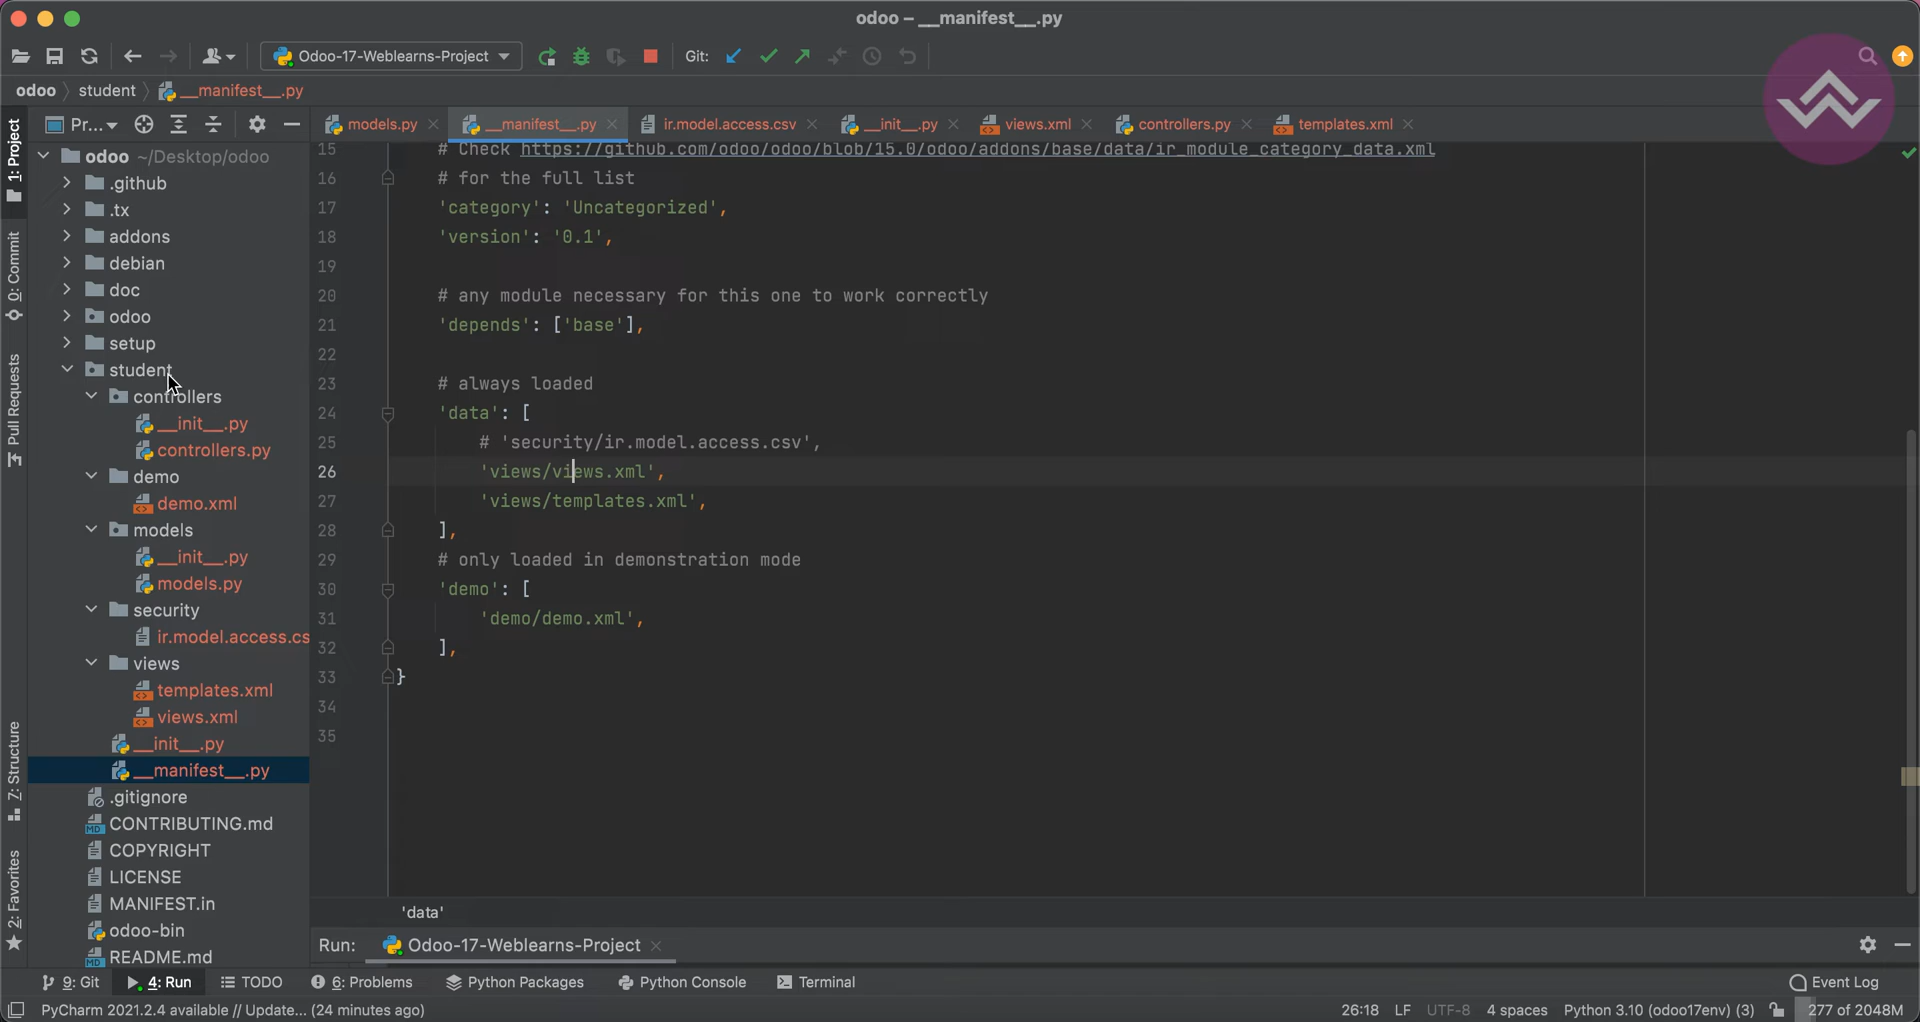 odoo – __manifest__.py
Odoo-17-Weblearns-Project
Git:
odoo
student
__manifest__.py
Pr...
models.py
__manifest__.py
ir.model.access.csv
__init__.py
views.xml
controllers.py
templates.xml
1: Project
0: Commit
Pull Requests
Z: Structure
2: Favorites
odoo ~/Desktop/odoo
.github
.tx
addons
debian
doc
odoo
setup
student
controllers
__init__.py
controllers.py
demo
demo.xml
models
__init__.py
models.py
security
ir.model.access.cs
views
templates.xml
views.xml
__init__.py
__manifest__.py
.gitignore
CONTRIBUTING.md
COPYRIGHT
LICENSE
MANIFEST.in
odoo-bin
README.md
15 # Check https://github.com/odoo/odoo/blob/15.0/odoo/addons/base/data/ir_module_category_data.xml
16 # for the full list
17 'category': 'Uncategorized',
18 'version': '0.1',
19
20 # any module necessary for this one to work correctly
21 'depends': ['base'],
22
23 # always loaded
24 'data': [
25 # 'security/ir.model.access.csv',
26 'views/views.xml',
27 'views/templates.xml',
28 ],
29 # only loaded in demonstration mode
30 'demo': [
31 'demo/demo.xml',
32 ],
33 }
34
35
'data'
Run:
Odoo-17-Weblearns-Project
9: Git
4: Run
TODO
6: Problems
Python Packages
Python Console
Terminal
Event Log
PyCharm 2021.2.4 available // Update... (24 minutes ago)
26:18
LF
UTF-8
4 spaces
Python 3.10 (odoo17env) (3)
277 of 2048M